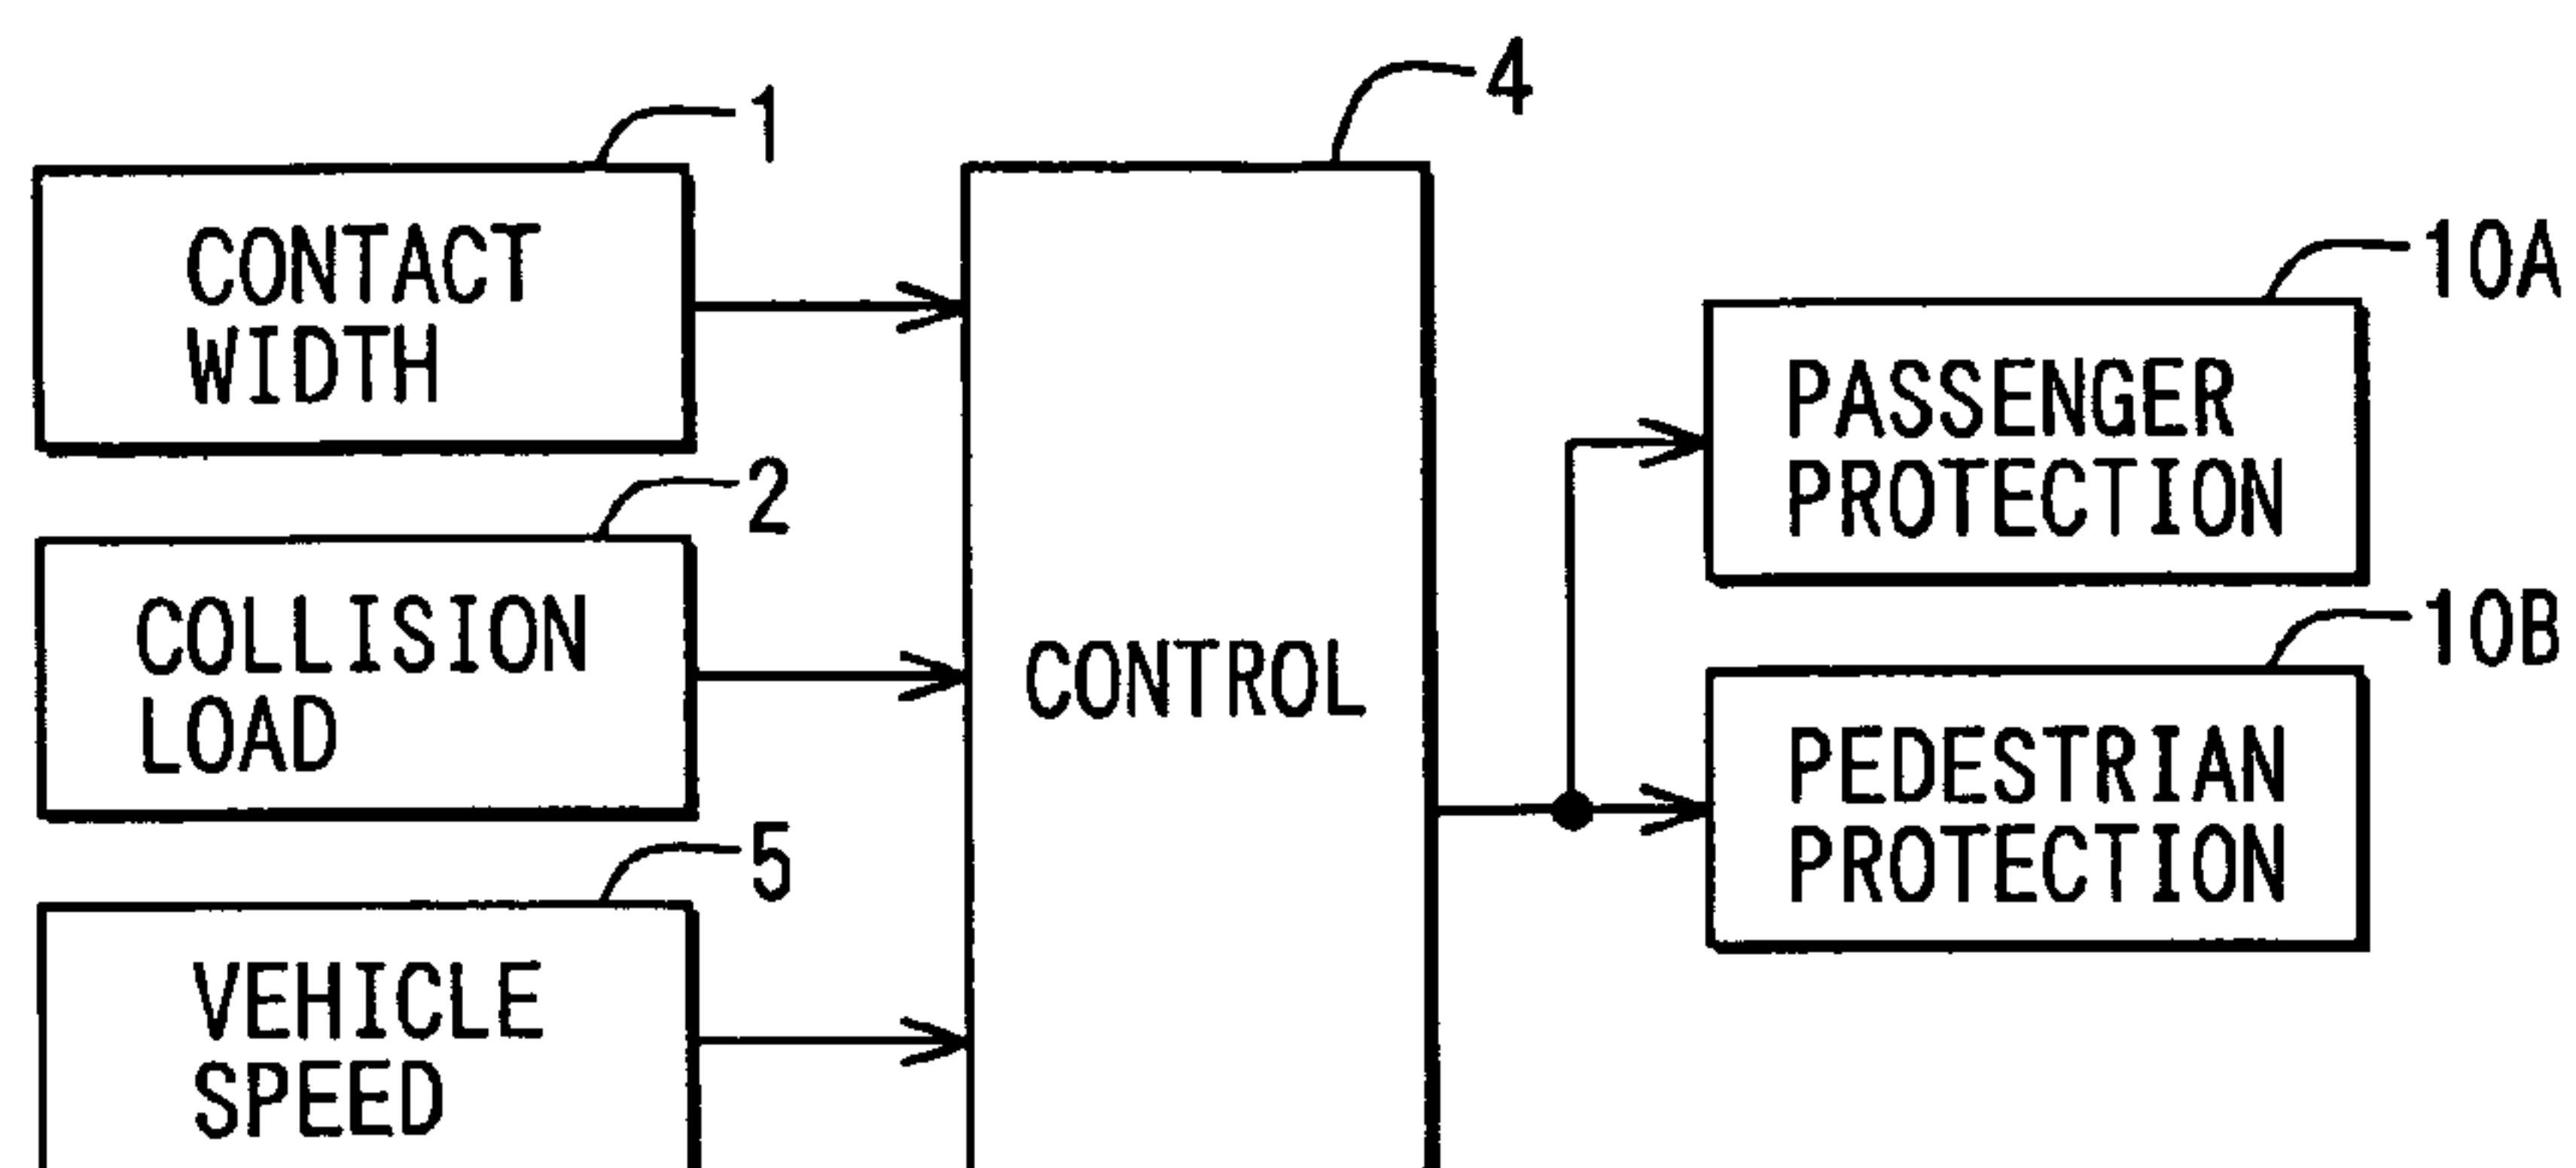 1
CONTACT
WIDTH
2
COLLISION
LOAD
5
VEHICLE
SPEED
4
CONTROL
10A
PASSENGER
PROTECTION
10B
PEDESTRIAN
PROTECTION